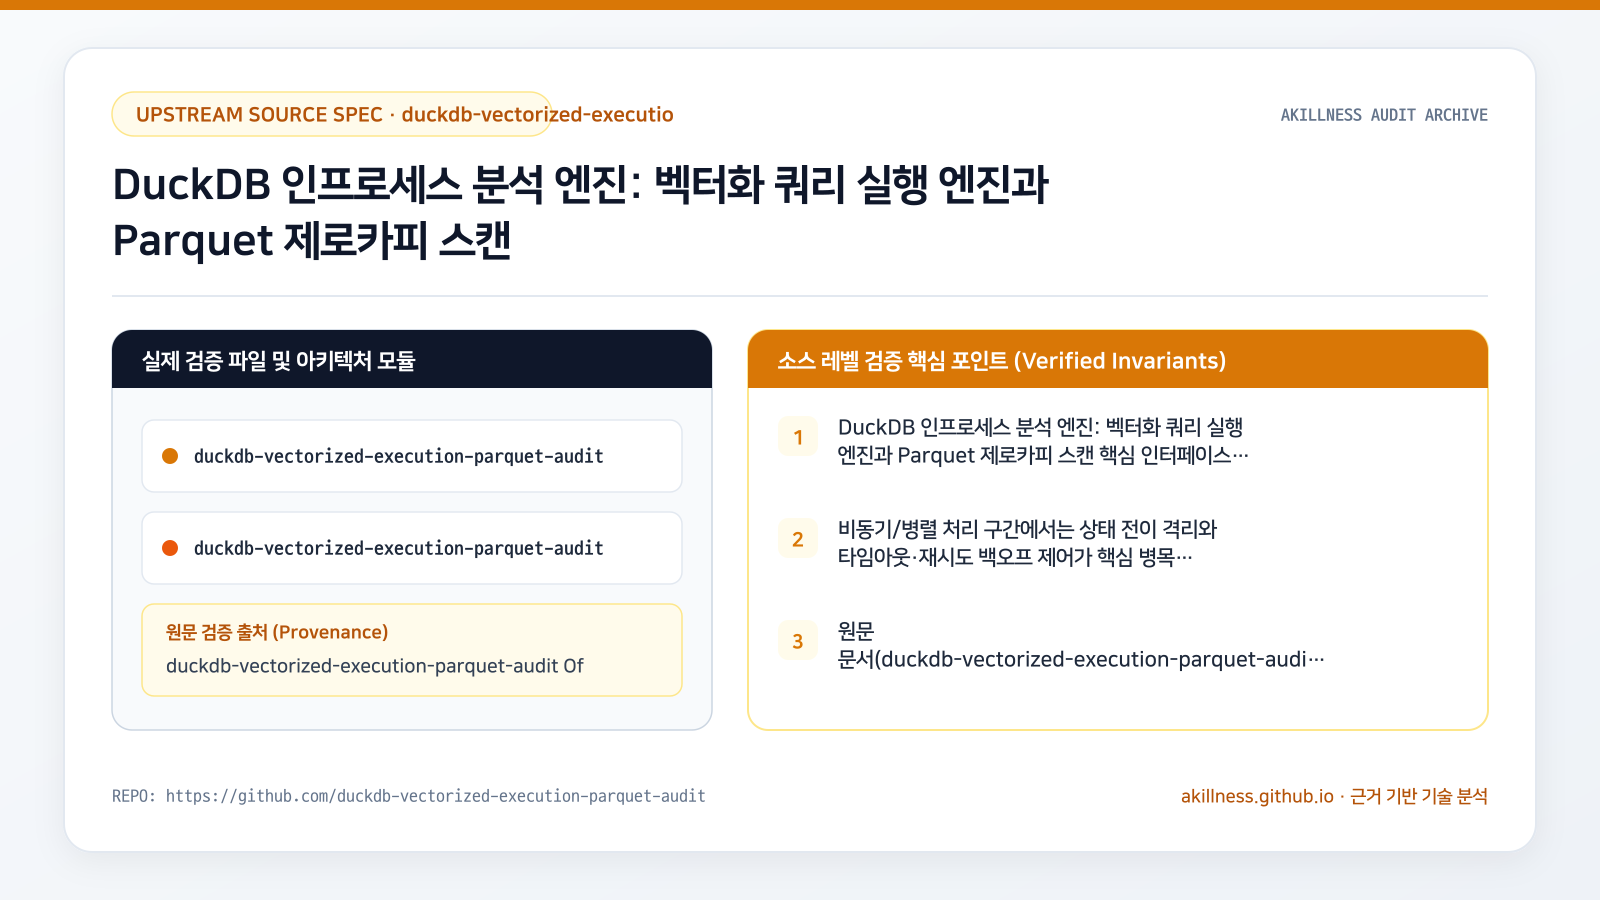 UPSTREAM SOURCE SPEC · duckdb-vectorized-executio
AKILLNESS AUDIT ARCHIVE
DuckDB 인프로세스 분석 엔진: 벡터화 쿼리 실행 엔진과
Parquet 제로카피 스캔
실제 검증 파일 및 아키텍처 모듈
duckdb-vectorized-execution-parquet-audit
duckdb-vectorized-execution-parquet-audit
원문 검증 출처 (Provenance)
duckdb-vectorized-execution-parquet-audit Of
소스 레벨 검증 핵심 포인트 (Verified Invariants)
1
DuckDB 인프로세스 분석 엔진: 벡터화 쿼리 실행
엔진과 Parquet 제로카피 스캔 핵심 인터페이스…
2
비동기/병렬 처리 구간에서는 상태 전이 격리와
타임아웃·재시도 백오프 제어가 핵심 병목…
3
원문
문서(duckdb-vectorized-execution-parquet-audi…
REPO: https://github.com/duckdb-vectorized-execution-parquet-audit
akillness.github.io · 근거 기반 기술 분석